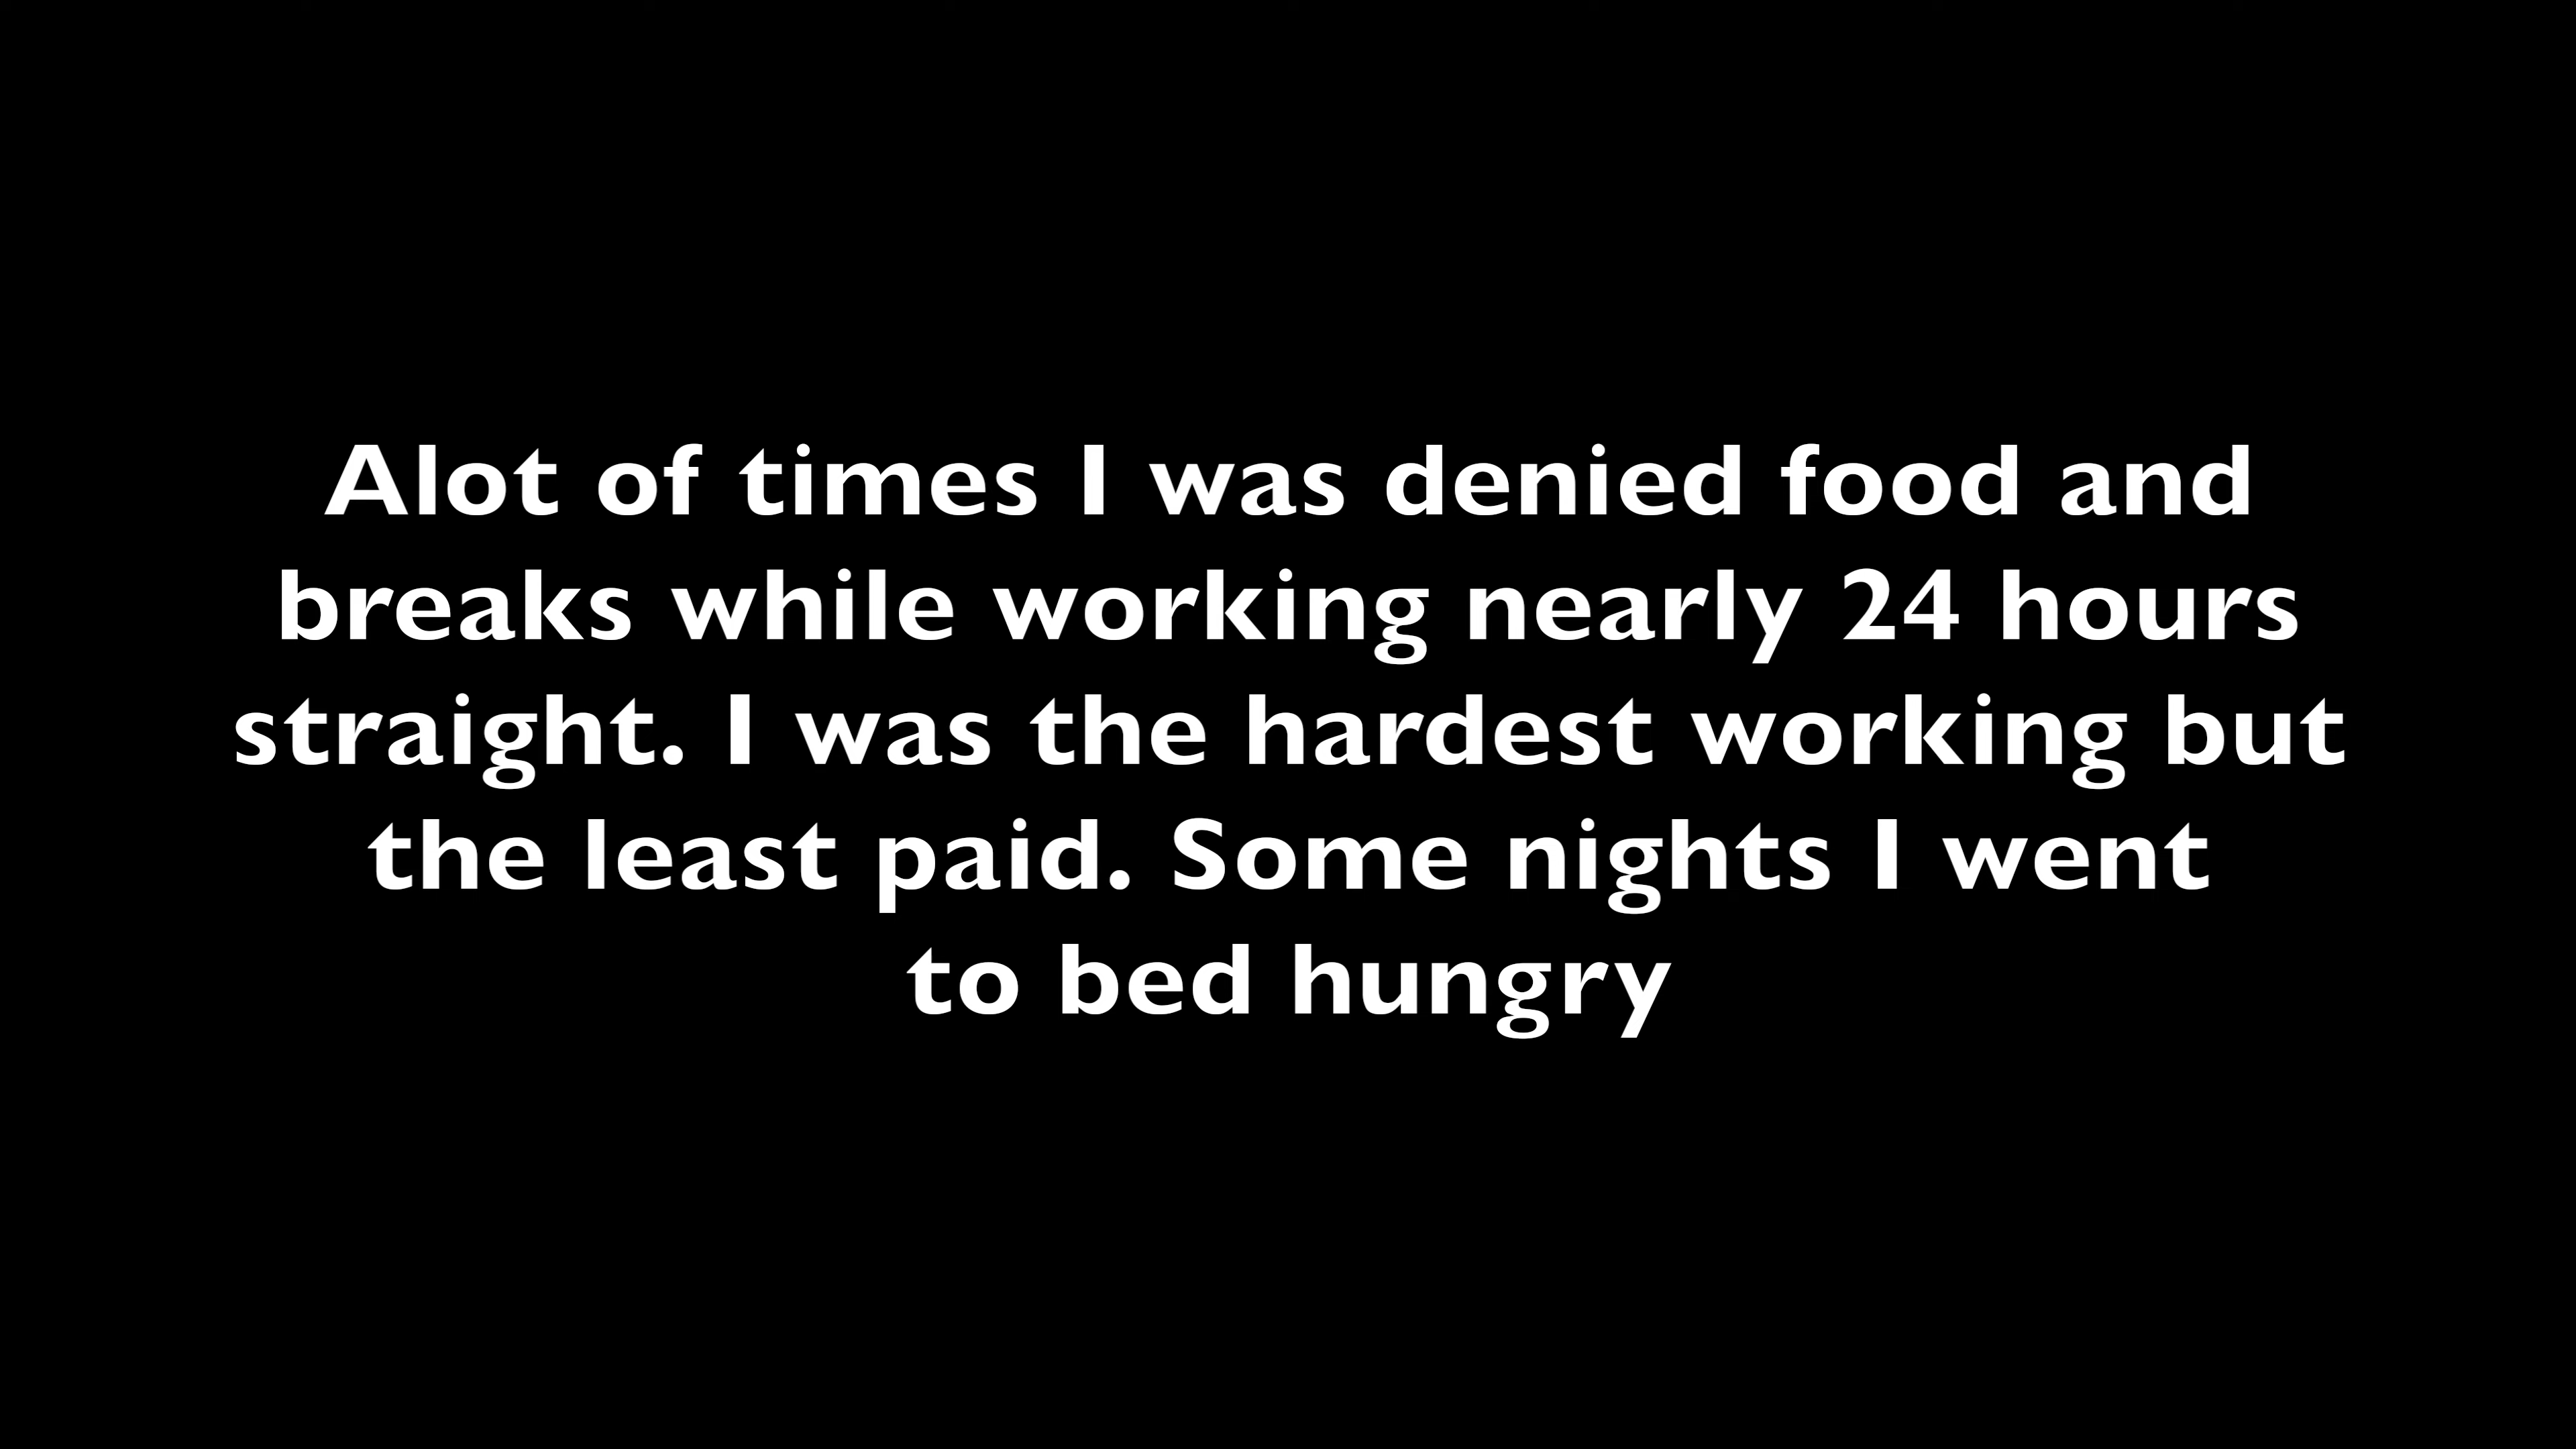 Alot of times I was denied food and
breaks while working nearly 24 hours
straight. I was the hardest working but
the least paid. Some nights I went
to bed hungry